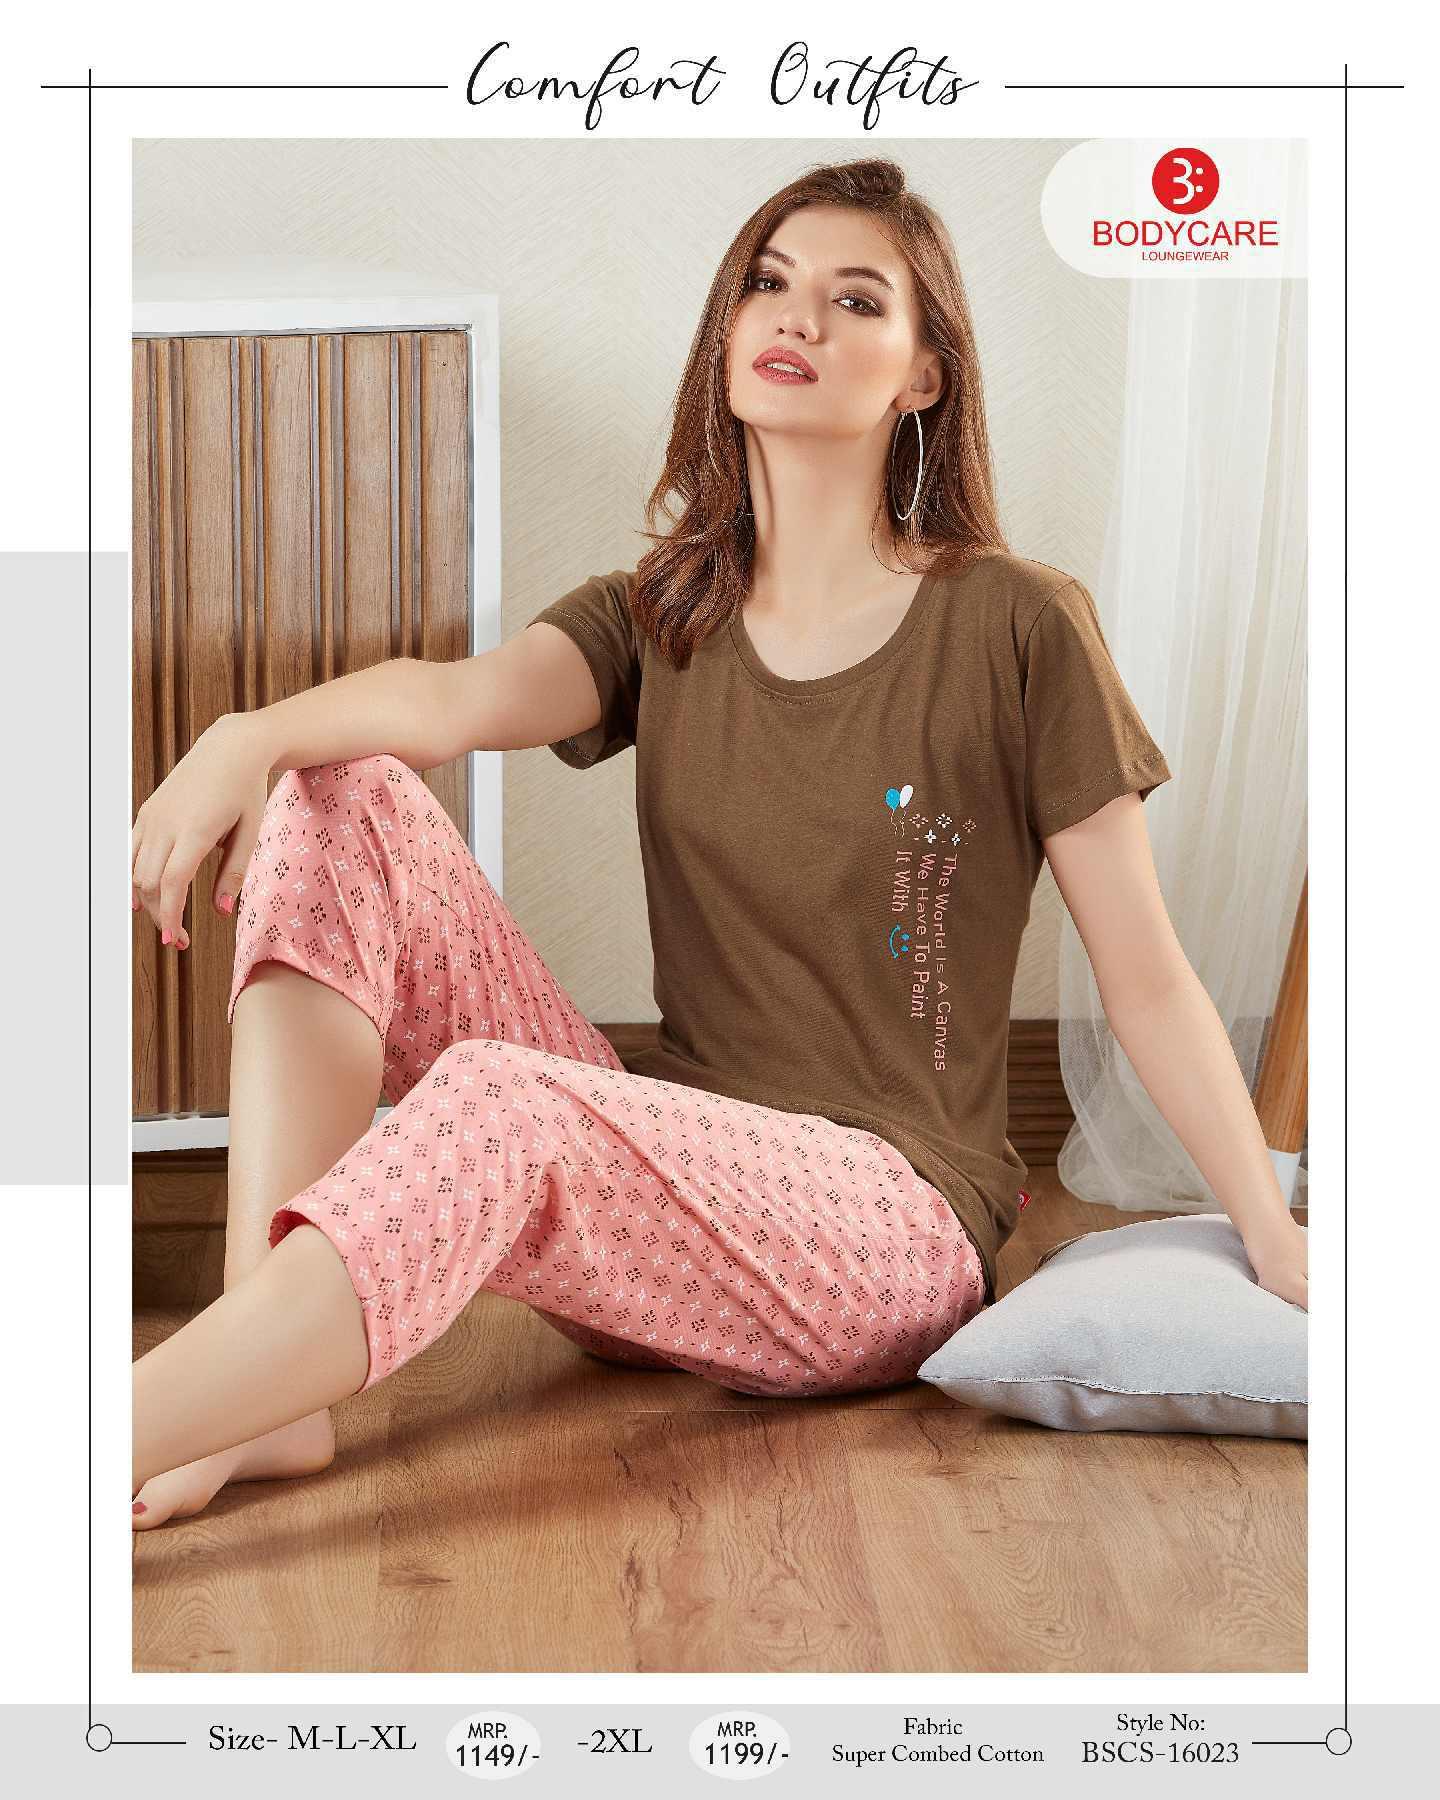 Comfort Outfits
BODYCARE
LOUNGEWEAR
The World Is A Canvas
We Have To Paint
It With
Size- M-L-XL
MRP.
1149/-
-2XL
MRP.
1199/-
Fabric
Super Combed Cotton
Style No:
BSCS-16023